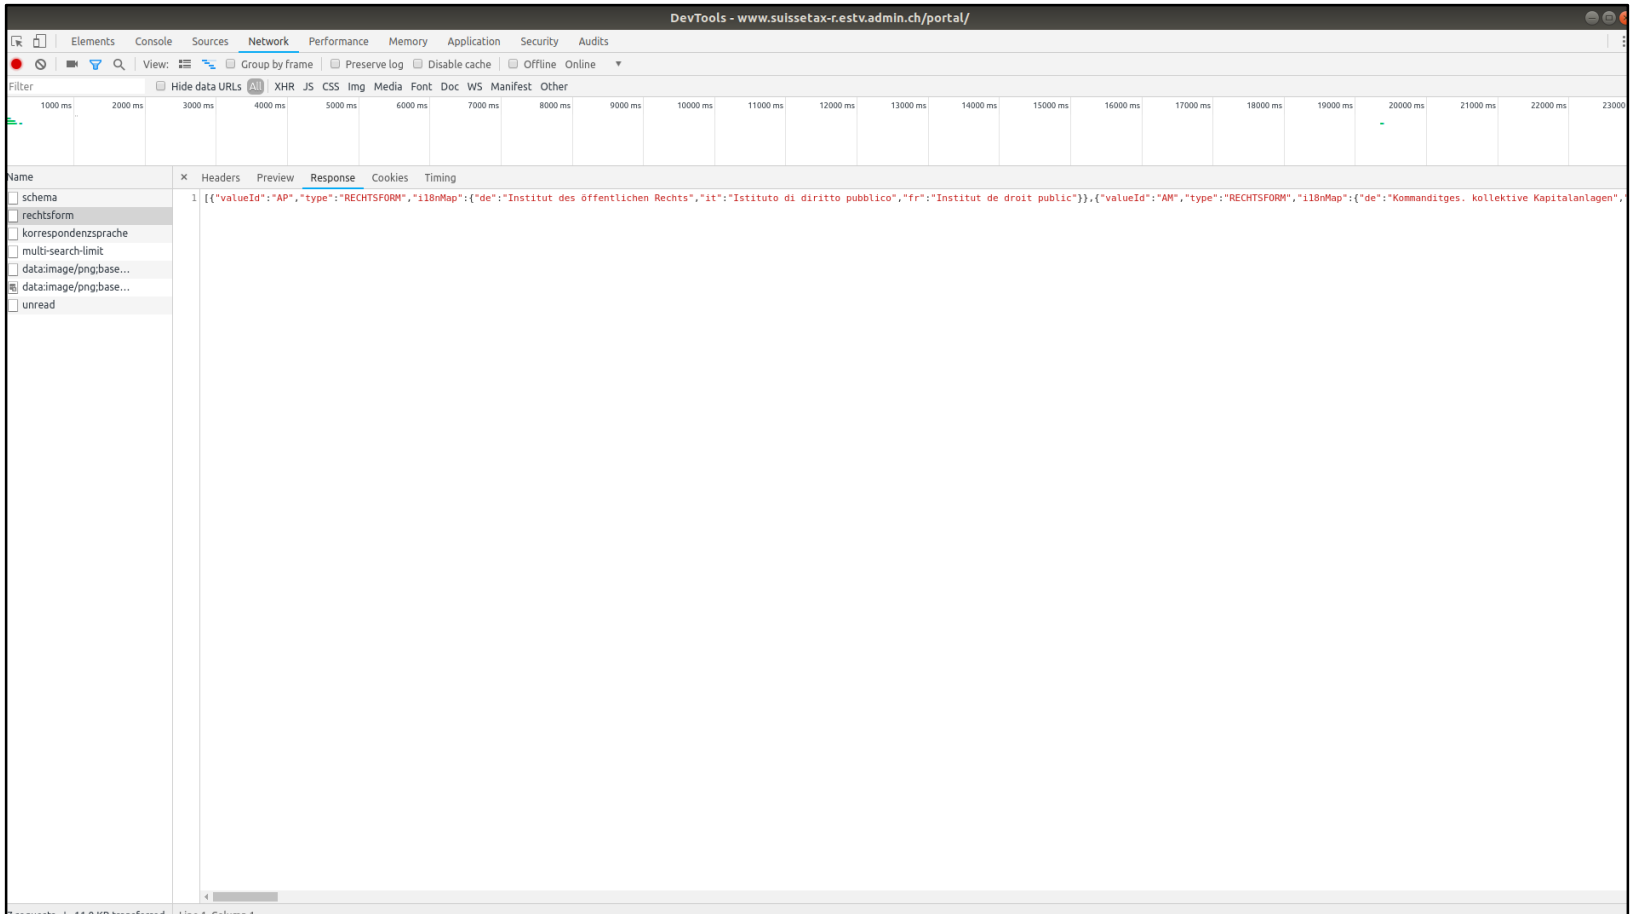 DevTools - www.suissetax-r.estv.admin.ch/portal/
Elements Console Sources Network Performance Memory Application Security Audits
View: Group by frame Preserve log Disable cache Offline Online
Filter Hide data URLs All XHR JS CSS Img Media Font Doc WS Manifest Other
1000 ms 2000 ms 3000 ms 4000 ms 5000 ms 6000 ms 7000 ms 8000 ms 9000 ms 10000 ms 11000 ms 12000 ms 13000 ms 14000 ms 15000 ms 16000 ms 17000 ms 18000 ms 19000 ms 20000 ms 21000 ms 22000 ms 23000
Name × Headers Preview Response Cookies Timing
schema
1 [{"valueId":"AP","type":"RECHTSFORM","i18nMap":{"de":"Institut des öffentlichen Rechts","it":"Istituto di diritto pubblico","fr":"Institut de droit public"}},{"valueId":"AM","type":"RECHTSFORM","i18nMap":{"de":"Kommanditges. kollektive Kapitalanlagen","
rechtsform
korrespondenzsprache
multi-search-limit
data:image/png;base...
data:image/png;base...
unread